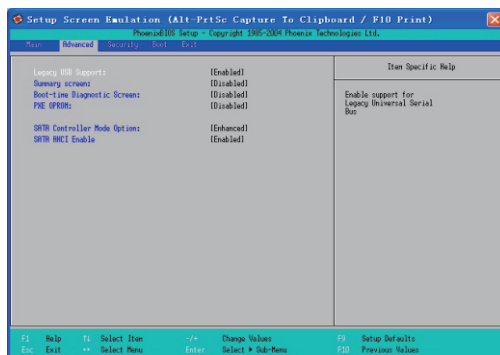 Setup Screen Emulation (Alt-PrtSc Capture To Clipboard / F10 Print)
PhoenixBIOS Setup - Copyright 1985-2004 Phoenix Technologies Ltd.
Main Advanced Security Boot Exit
Item Specific Help
Legacy USB Support: [Enabled]
Summary screen: [Disabled]
Boot-time Diagnostic Screen: [Disabled]
PXE OPROM: [Disabled]
SATA Controller Mode Option: [Enhanced]
SATA AHCI Enable [Enabled]
Enable support for
Legacy Universal Serial
Bus
F1 Help ↑↓ Select Item -/+ Change Values F9 Setup Defaults
Esc Exit ↔ Select Menu Enter Select ▶ Sub-Menu F10 Previous Values